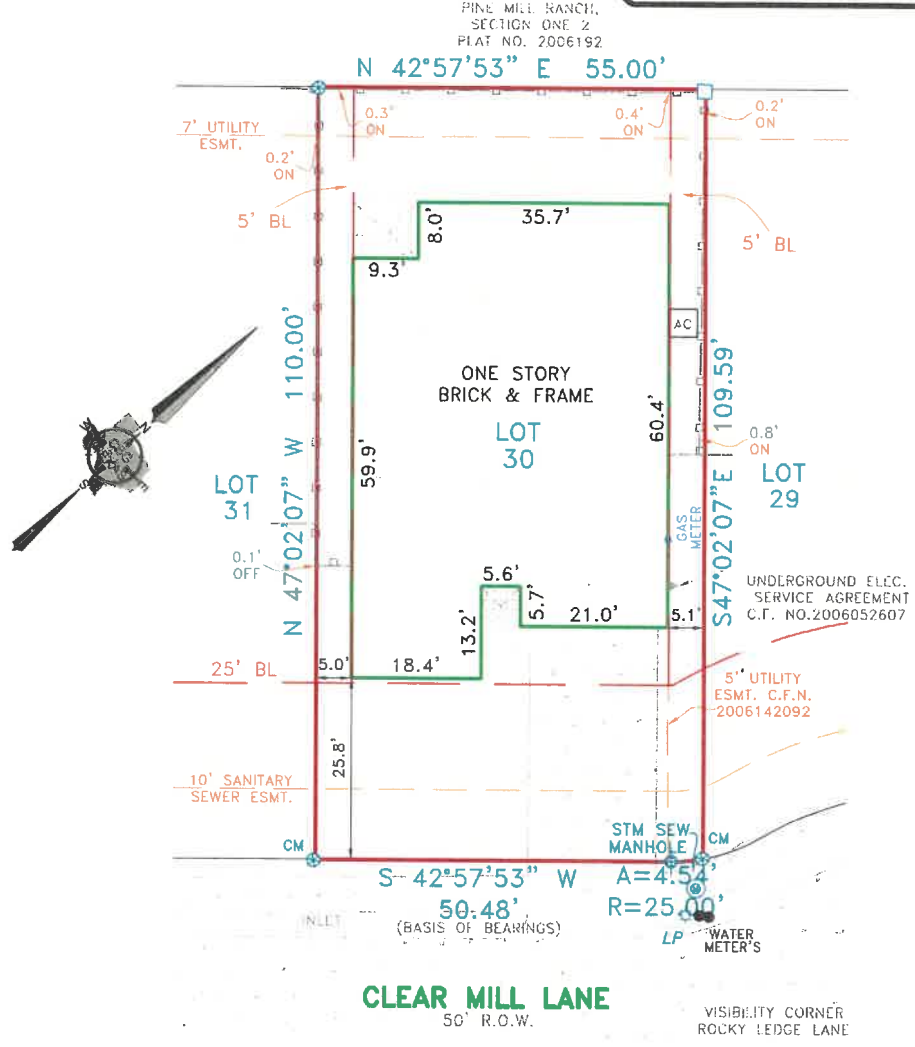 PINE MILL RANCH,
SECTION ONE 2
PLAT NO. 2006192
N 42°57'53" E 55.00'
0.3'
ON
0.4'
ON
0.2'
ON
7' UTILITY
ESMT.
0.2'
ON
5' BL
8.0'
35.7'
5' BL
9.3'
AC
N 47°02'07" W 110.00'
ONE STORY
BRICK & FRAME
LOT
30
59.9'
60.4'
S47°02'07"E 109.59'
0.8'
ON
LOT
31
LOT
29
N
S
GAS
METER
0.1'
OFF
5.6'
5.7'
13.2'
21.0'
5.1'
UNDERGROUND ELEC.
SERVICE AGREEMENT
C.F. NO.2006052607
25' BL
5.0'
18.4'
5' UTILITY
ESMT. C.F.N.
2006142092
25.8'
10' SANITARY
SEWER ESMT.
STM SEW
MANHOLE
CM
CM
S 42°57'53" W
50.48'
(BASIS OF BEARINGS)
A=4.54'
R=25.00'
INLET
LP
WATER
METER'S
CLEAR MILL LANE
50' R.O.W.
VISIBILITY CORNER
ROCKY LEDGE LANE